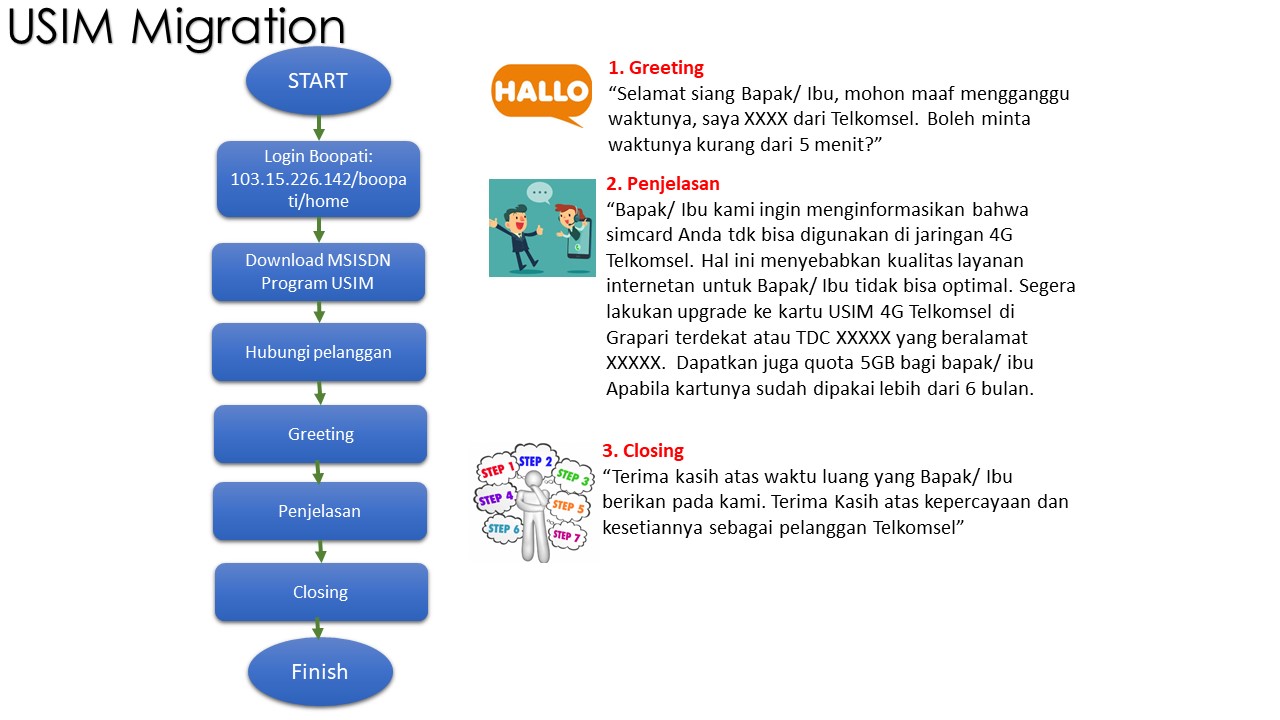 USIM Migration
START
Login Boopati:
103.15.226.142/boopa
ti/home
Download MSISDN
Program USIM
Hubungi pelanggan
Greeting
Penjelasan
Closing
Finish
HALLO
1. Greeting
“Selamat siang Bapak/ Ibu, mohon maaf mengganggu
waktunya, saya XXXX dari Telkomsel. Boleh minta
waktunya kurang dari 5 menit?”
2. Penjelasan
“Bapak/ Ibu kami ingin menginformasikan bahwa
simcard Anda tdk bisa digunakan di jaringan 4G
Telkomsel. Hal ini menyebabkan kualitas layanan
internetan untuk Bapak/ Ibu tidak bisa optimal. Segera
lakukan upgrade ke kartu USIM 4G Telkomsel di
Grapari terdekat atau TDC XXXXX yang beralamat
XXXXX. Dapatkan juga quota 5GB bagi bapak/ ibu
Apabila kartunya sudah dipakai lebih dari 6 bulan.
STEP 1
STEP 2
STEP 3
STEP 4
STEP 5
STEP 6
STEP 7
3. Closing
“Terima kasih atas waktu luang yang Bapak/ Ibu
berikan pada kami. Terima Kasih atas kepercayaan dan
kesetiannya sebagai pelanggan Telkomsel”